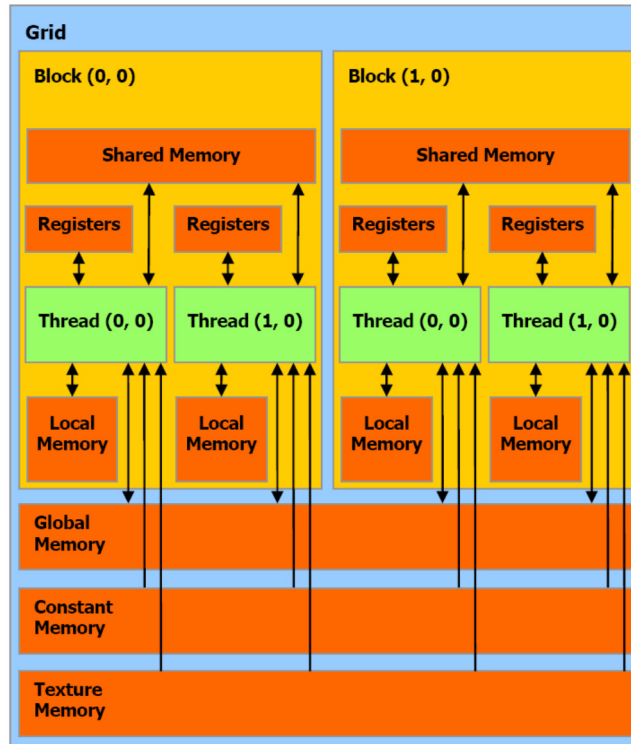 Grid
Block (0, 0)
Block (1, 0)
Shared Memory
Shared Memory
Registers
Registers
Registers
Registers
Thread (0, 0)
Thread (1, 0)
Thread (0, 0)
Thread (1, 0)
Local
Memory
Local
Memory
Local
Memory
Local
Memory
Global
Memory
Constant
Memory
Texture
Memory